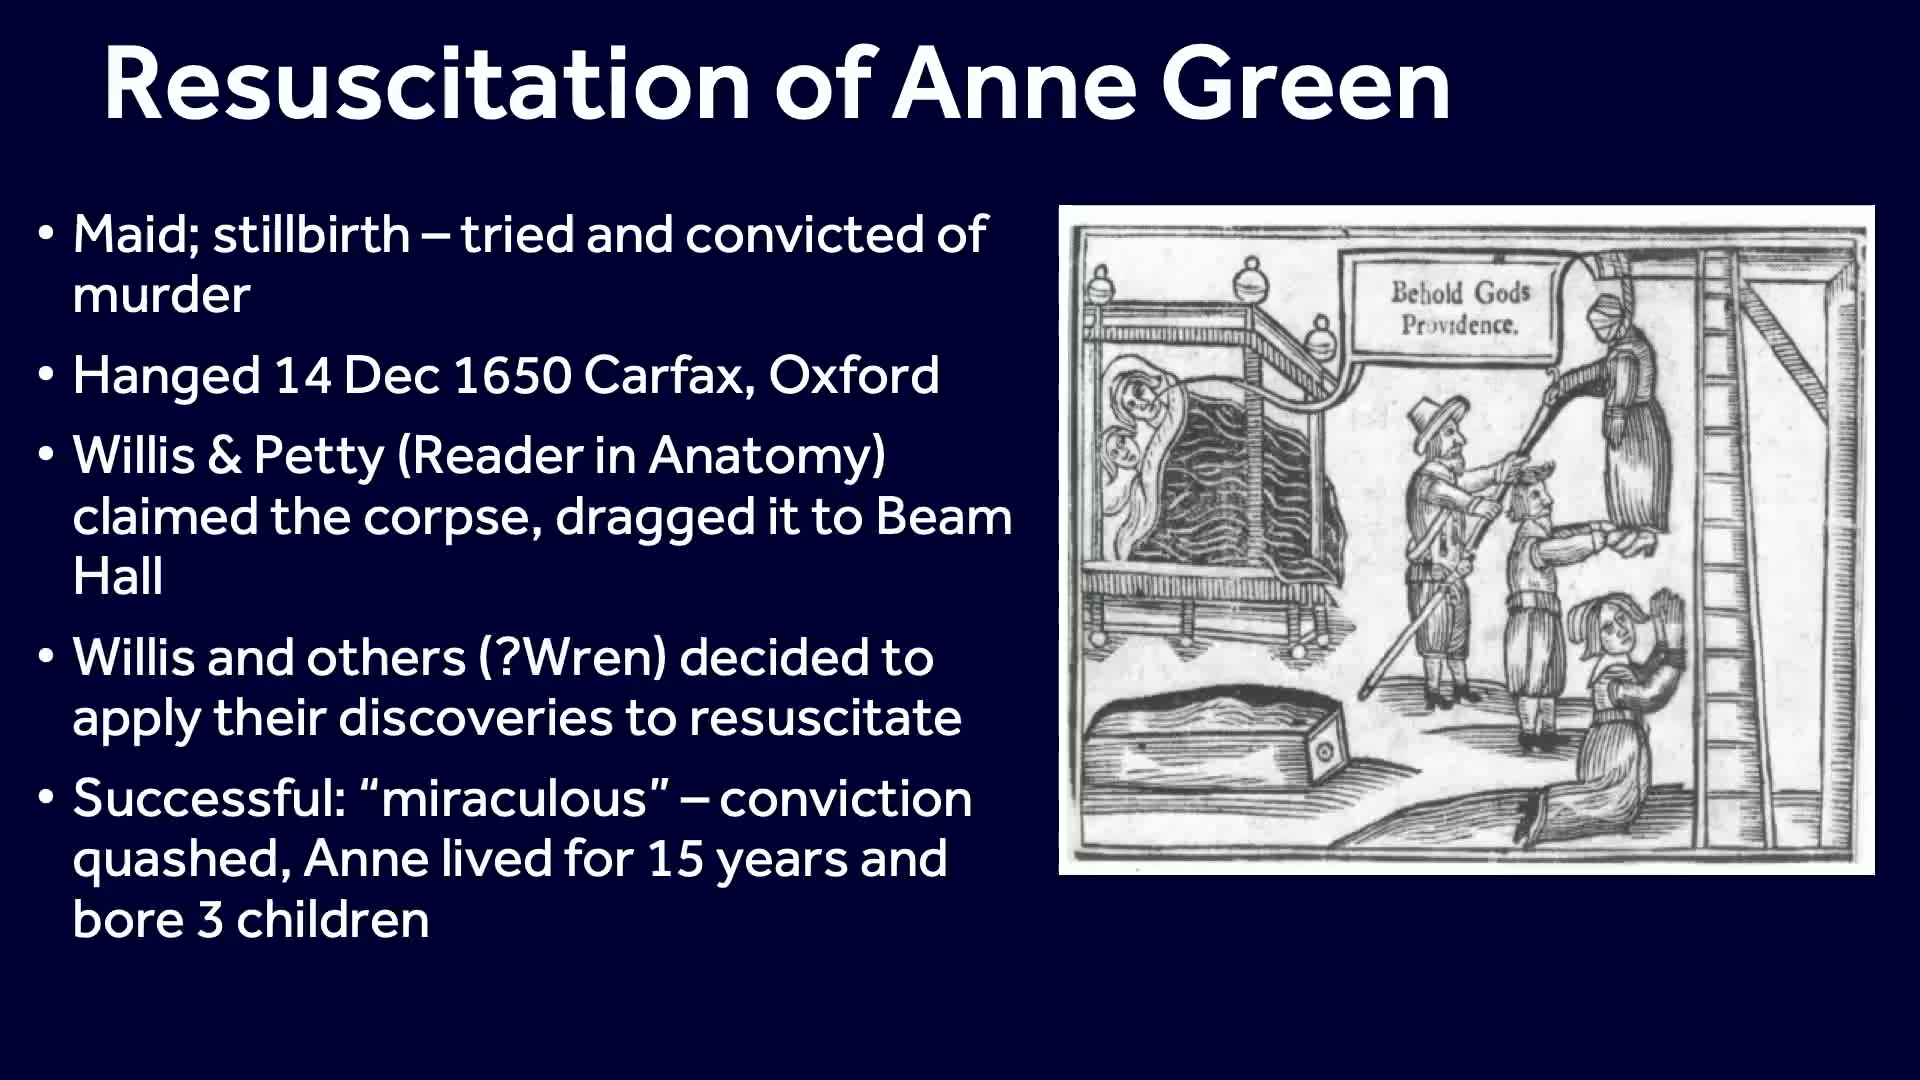 Resuscitation of Anne Green
• Maid; stillbirth – tried and convicted of
murder
• Hanged 14 Dec 1650 Carfax, Oxford
• Willis & Petty (Reader in Anatomy)
claimed the corpse, dragged it to Beam
Hall
• Willis and others (?Wren) decided to
apply their discoveries to resuscitate
• Successful: “miraculous” – conviction
quashed, Anne lived for 15 years and
bore 3 children
Behold Gods
Providence.